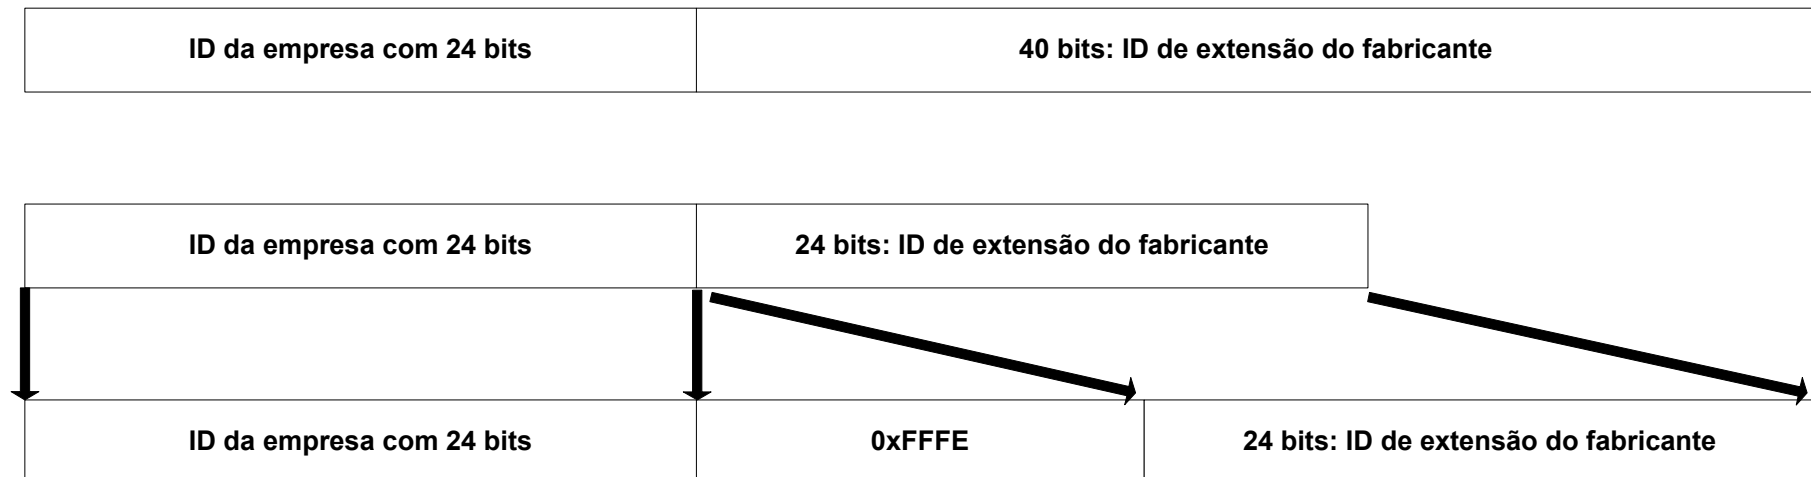 ID da empresa com 24 bits
40 bits: ID de extensão do fabricante
ID da empresa com 24 bits
24 bits: ID de extensão do fabricante
ID da empresa com 24 bits
0xFFFE
24 bits: ID de extensão do fabricante